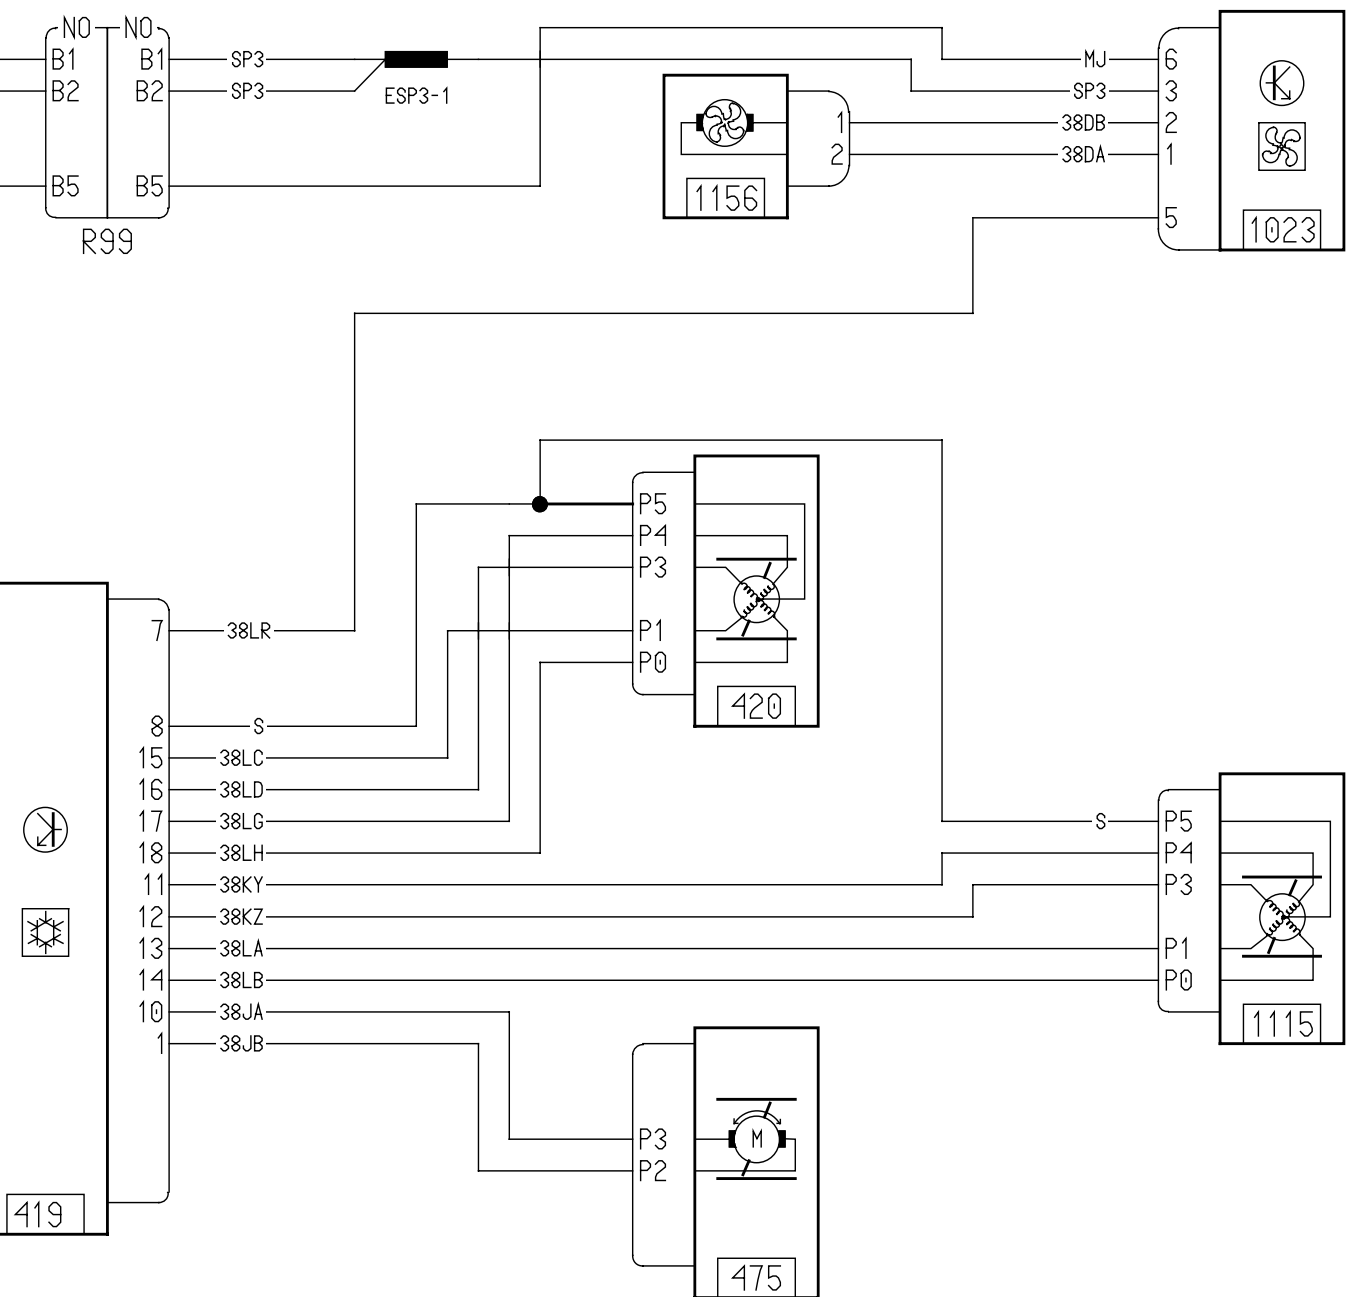 NO NO
B1 B1 SP3 MJ 6
B2 B2 SP3 ESP3-1 SP3 3
1 38DB 2
2 38DA 1
B5 B5 1156
5 1023
R99
P5
P4
P3
7 38LR P1
P0
420
8 S
15 38LC
16 38LD
17 38LG S P5
18 38LH P4
11 38KY P3
12 38KZ
13 38LA P1
14 38LB P0
10 38JA 1115
1 38JB
P3 M
P2
419
475